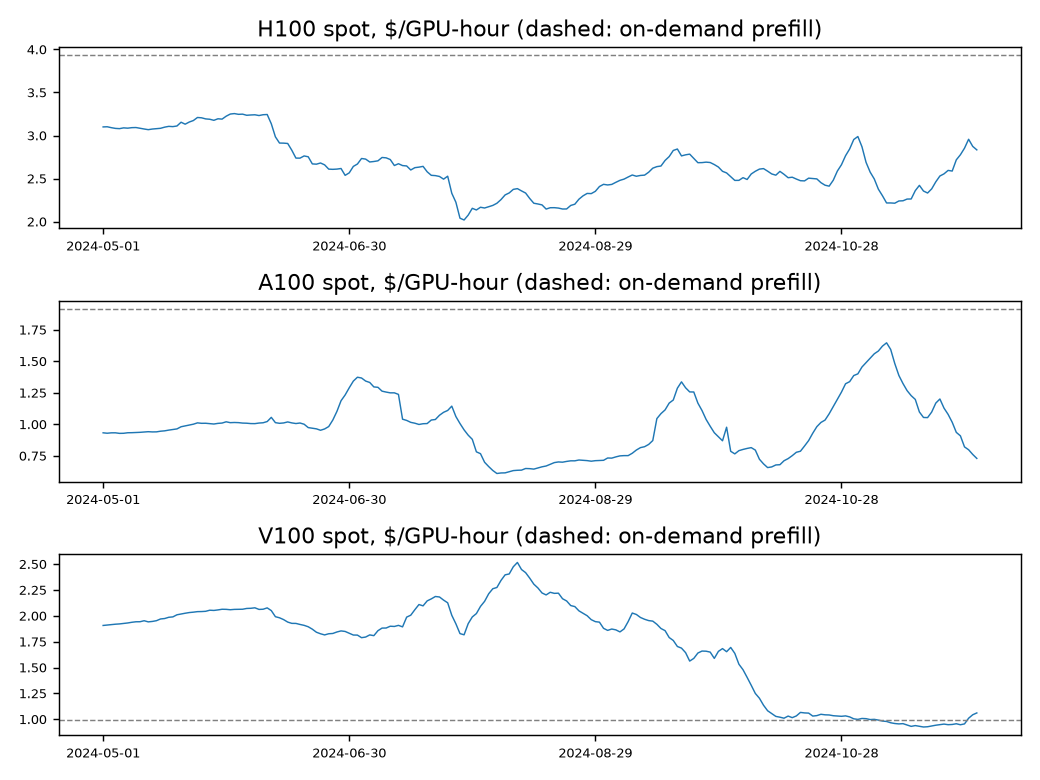 H100 spot, $/GPU-hour (dashed: on-demand prefill)
4.0
3.5
3.0
2.5
2.0
2024-05-01 2024-06-30 2024-08-29 2024-10-28
A100 spot, $/GPU-hour (dashed: on-demand prefill)
1.75
1.50
1.25
1.00
0.75
2024-05-01 2024-06-30 2024-08-29 2024-10-28
V100 spot, $/GPU-hour (dashed: on-demand prefill)
2.50
2.25
2.00
1.75
1.50
1.25
1.00
2024-05-01 2024-06-30 2024-08-29 2024-10-28